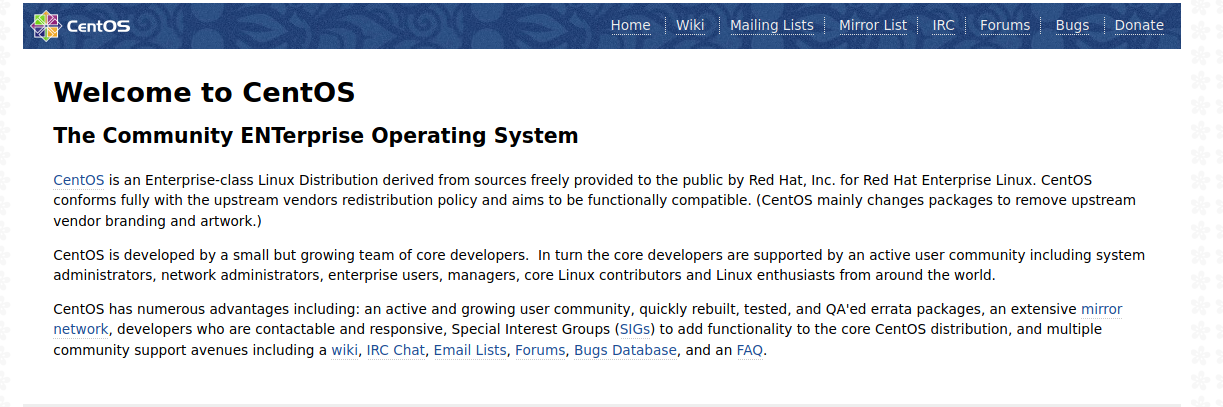 CentOS Home Wiki Mailing Lists Mirror List IRC Forums Bugs Donate
Welcome to CentOS
The Community ENTerprise Operating System
CentOS is an Enterprise-class Linux Distribution derived from sources freely provided to the public by Red Hat, Inc. for Red Hat Enterprise Linux. CentOS
conforms fully with the upstream vendors redistribution policy and aims to be functionally compatible. (CentOS mainly changes packages to remove upstream
vendor branding and artwork.)
CentOS is developed by a small but growing team of core developers.  In turn the core developers are supported by an active user community including system
administrators, network administrators, enterprise users, managers, core Linux contributors and Linux enthusiasts from around the world.
CentOS has numerous advantages including: an active and growing user community, quickly rebuilt, tested, and QA'ed errata packages, an extensive mirror
network, developers who are contactable and responsive, Special Interest Groups (SIGs) to add functionality to the core CentOS distribution, and multiple
community support avenues including a wiki, IRC Chat, Email Lists, Forums, Bugs Database, and an FAQ.